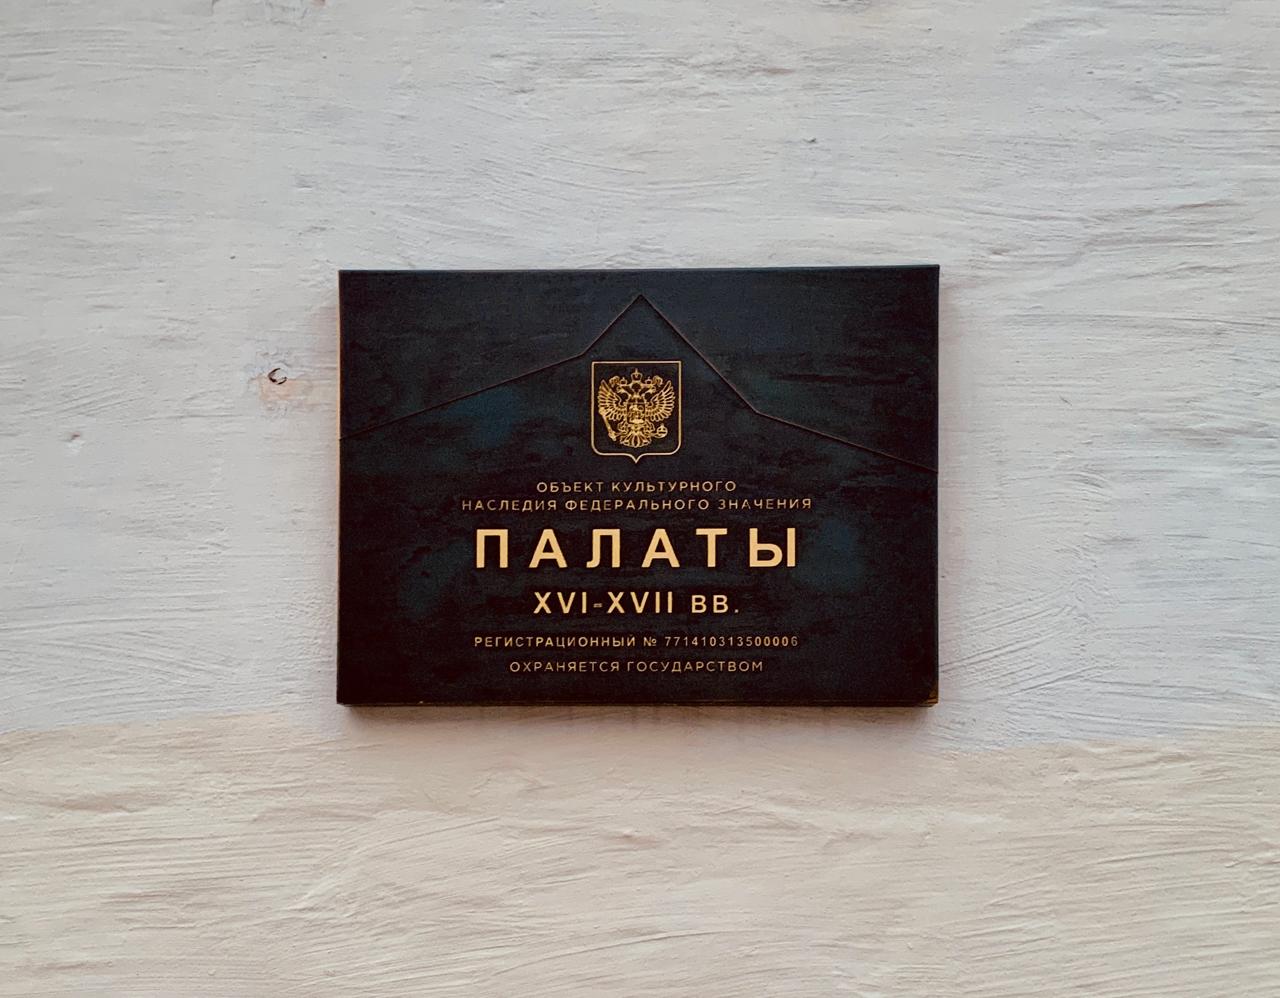 ОБЪЕКТ КУЛЬТУРНОГО
НАСЛЕДИЯ ФЕДЕРАЛЬНОГО ЗНАЧЕНИЯ
ПАЛАТЫ
XVI-XVII ВВ.
РЕГИСТРАЦИОННЫЙ № 771410313500006
ОХРАНЯЕТСЯ ГОСУДАРСТВОМ